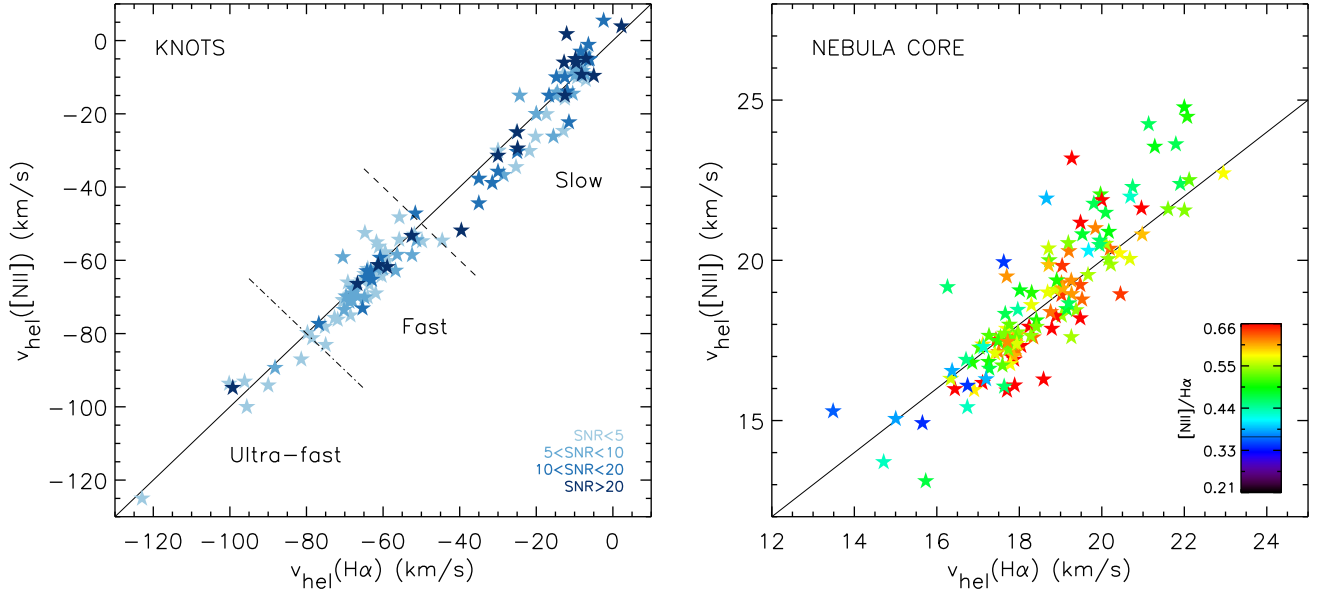 KNOTS
0
−20
−40
−60
−80
−100
−120
v_hel([NII]) (km/s)
Slow
Fast
Ultra−fast
SNR<5
5<SNR<10
10<SNR<20
SNR>20
−120 −100 −80 −60 −40 −20 0
v_hel(Hα) (km/s)
NEBULA CORE
25
20
15
v_hel([NII]) (km/s)
[NII]/Hα
0.66
0.55
0.44
0.33
0.21
12 14 16 18 20 22 24
v_hel(Hα) (km/s)